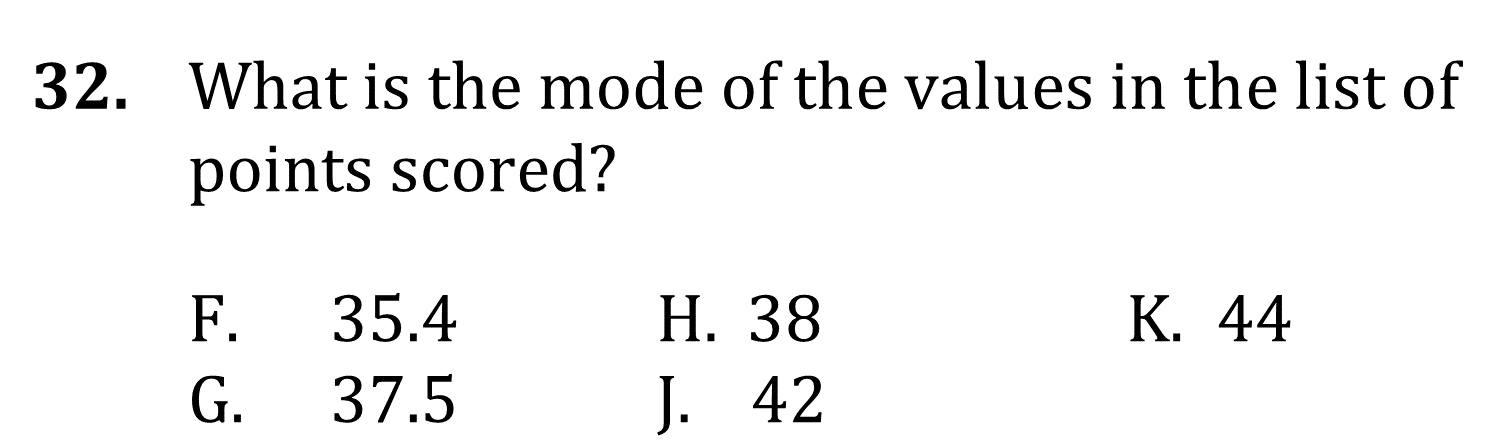 32. What is the mode of the values in the list of
points scored?
F. 35.4 H. 38 K. 44
G. 37.5 J. 42